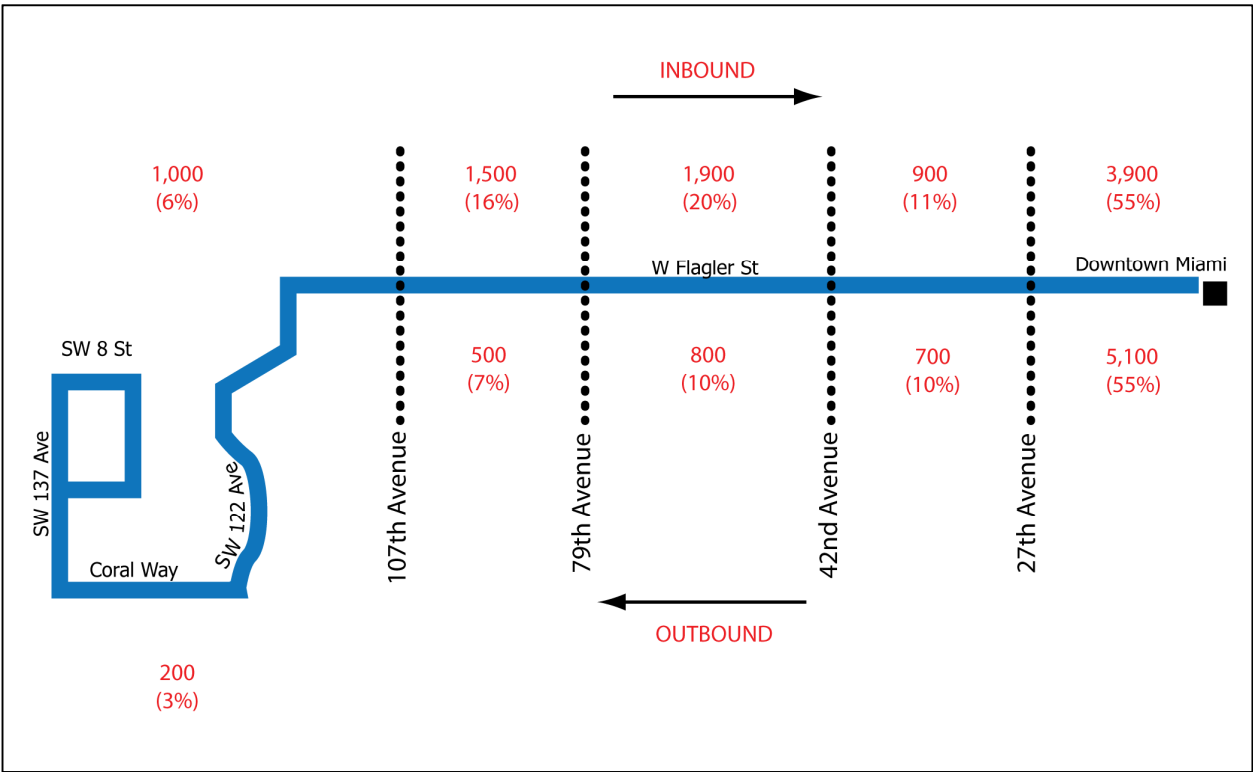 INBOUND
1,000
(6%)
1,500
(16%)
1,900
(20%)
900
(11%)
3,900
(55%)
W Flagler St
Downtown Miami
SW 8 St
500
(7%)
800
(10%)
700
(10%)
5,100
(55%)
SW 137 Ave
SW 122 Ave
Coral Way
107th Avenue
79th Avenue
42nd Avenue
27th Avenue
OUTBOUND
200
(3%)